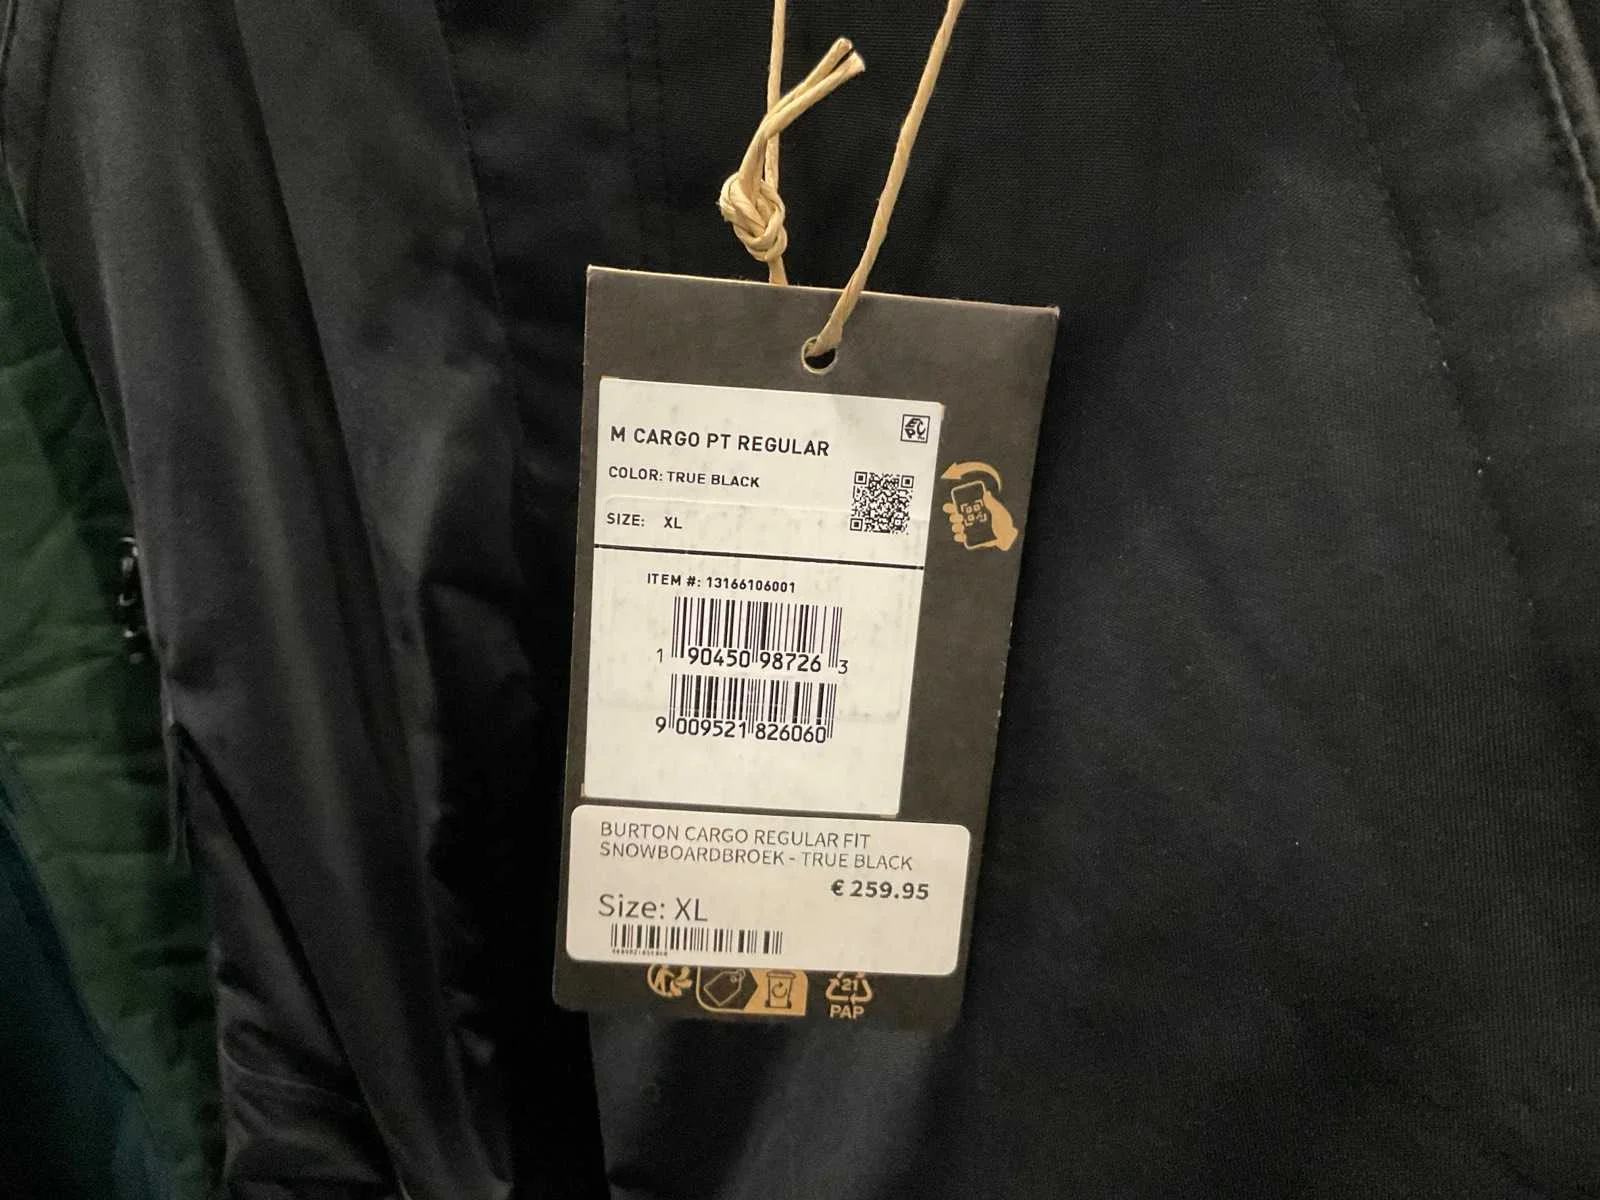 M CARGO PT REGULAR
COLOR: TRUE BLACK
SIZE: XL
ITEM #: 13166106001
1 90450 98726 3
9 009521 826060
BURTON CARGO REGULAR FIT
SNOWBOARDBROEK - TRUE BLACK
€ 259.95
Size: XL
21
PAP